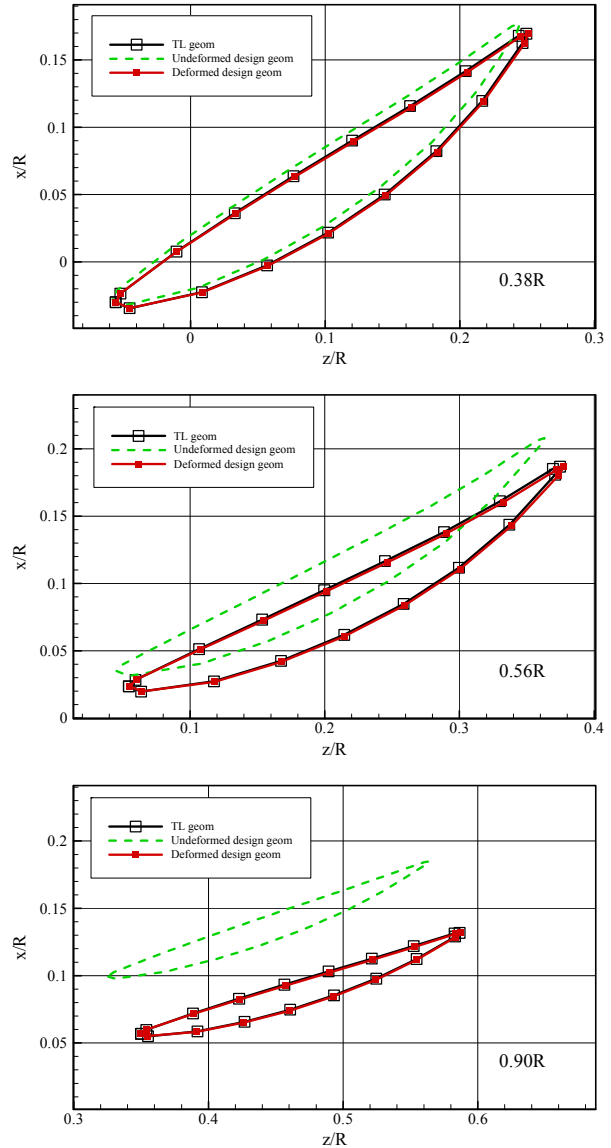 TL geom
Undeformed design geom
Deformed design geom
0.15
0.1
0.05
0
x/R
0.38R
0 0.1 0.2 0.3
z/R
TL geom
Undeformed design geom
Deformed design geom
0.2
0.15
0.1
0.05
0
x/R
0.56R
0.1 0.2 0.3 0.4
z/R
TL geom
Undeformed design geom
Deformed design geom
0.2
0.15
0.1
0.05
x/R
0.90R
0.3 0.4 0.5 0.6
z/R